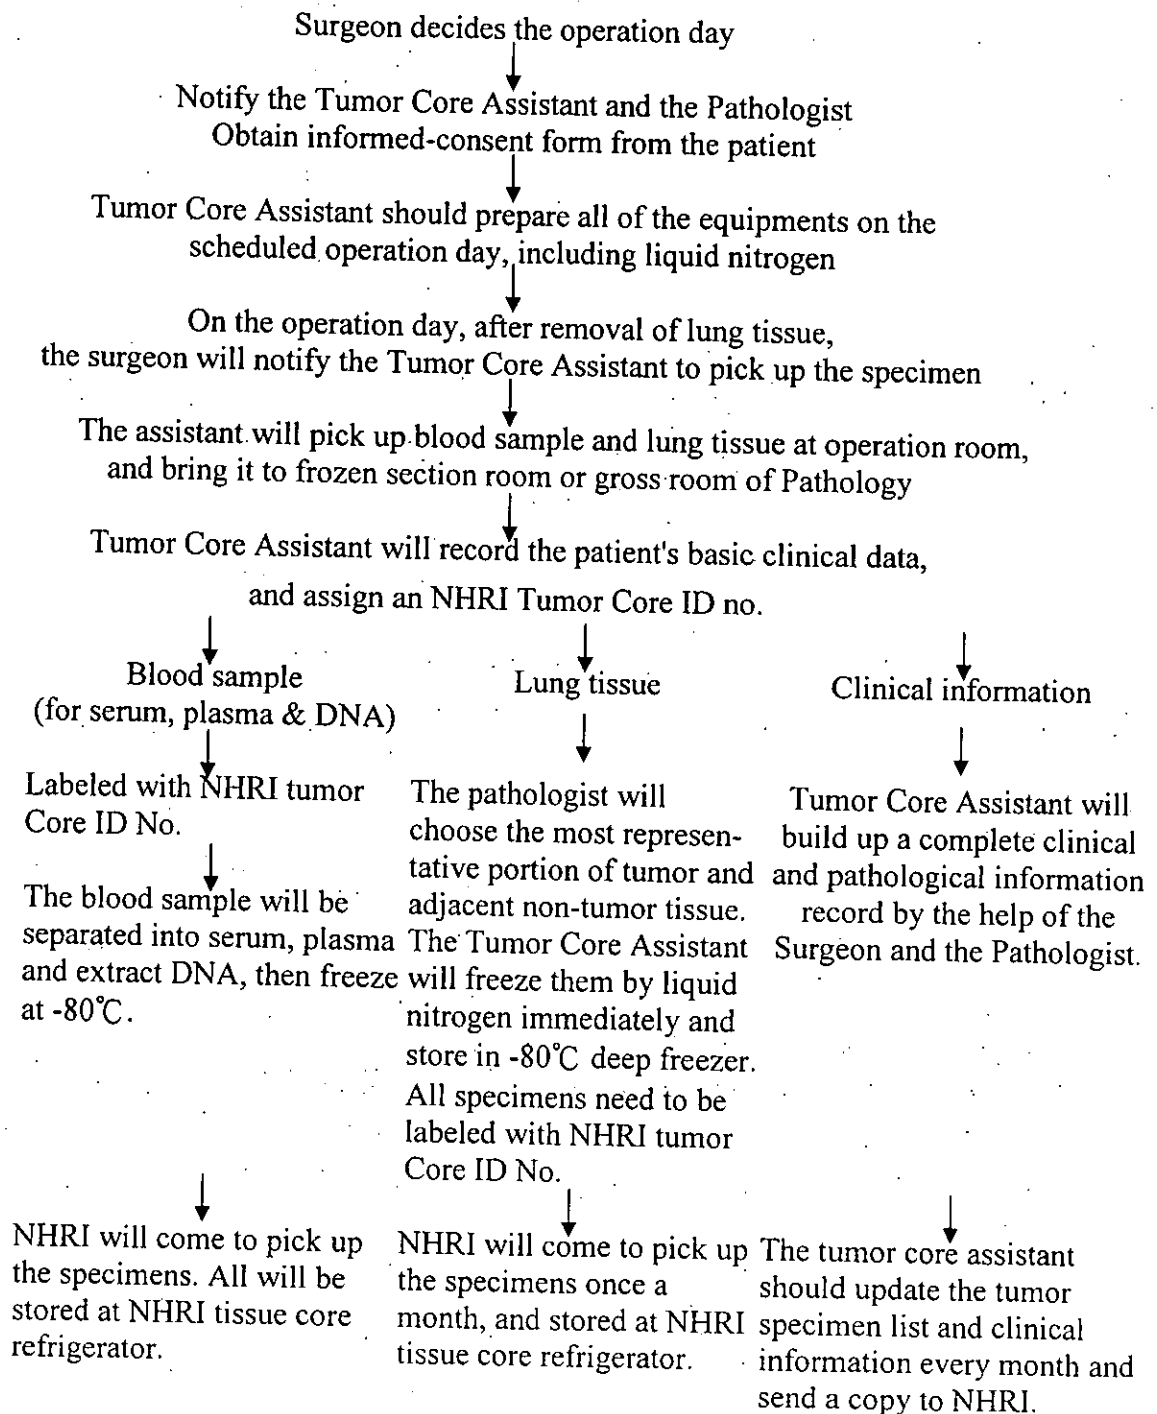 Surgeon decides the operation day
Notify the Tumor Core Assistant and the Pathologist
Obtain informed-consent form from the patient
Tumor Core Assistant should prepare all of the equipments on the
scheduled operation day, including liquid nitrogen
On the operation day, after removal of lung tissue,
the surgeon will notify the Tumor Core Assistant to pick up the specimen
The assistant will pick up blood sample and lung tissue at operation room,
and bring it to frozen section room or gross room of Pathology
Tumor Core Assistant will record the patient's basic clinical data,
and assign an NHRI Tumor Core ID no.
Blood sample
(for serum, plasma & DNA)
Labeled with NHRI tumor
Core ID No.
The blood sample will be
separated into serum, plasma
and extract DNA, then freeze
at -80℃.
NHRI will come to pick up
the specimens. All will be
stored at NHRI tissue core
refrigerator.
Lung tissue
The pathologist will
choose the most represen-
tative portion of tumor and
adjacent non-tumor tissue.
The Tumor Core Assistant
will freeze them by liquid
nitrogen immediately and
store in -80℃ deep freezer.
All specimens need to be
labeled with NHRI tumor
Core ID No.
NHRI will come to pick up
the specimens once a
month, and stored at NHRI
tissue core refrigerator.
Clinical information
Tumor Core Assistant will
build up a complete clinical
and pathological information
record by the help of the
Surgeon and the Pathologist.
The tumor core assistant
should update the tumor
specimen list and clinical
information every month and
send a copy to NHRI.